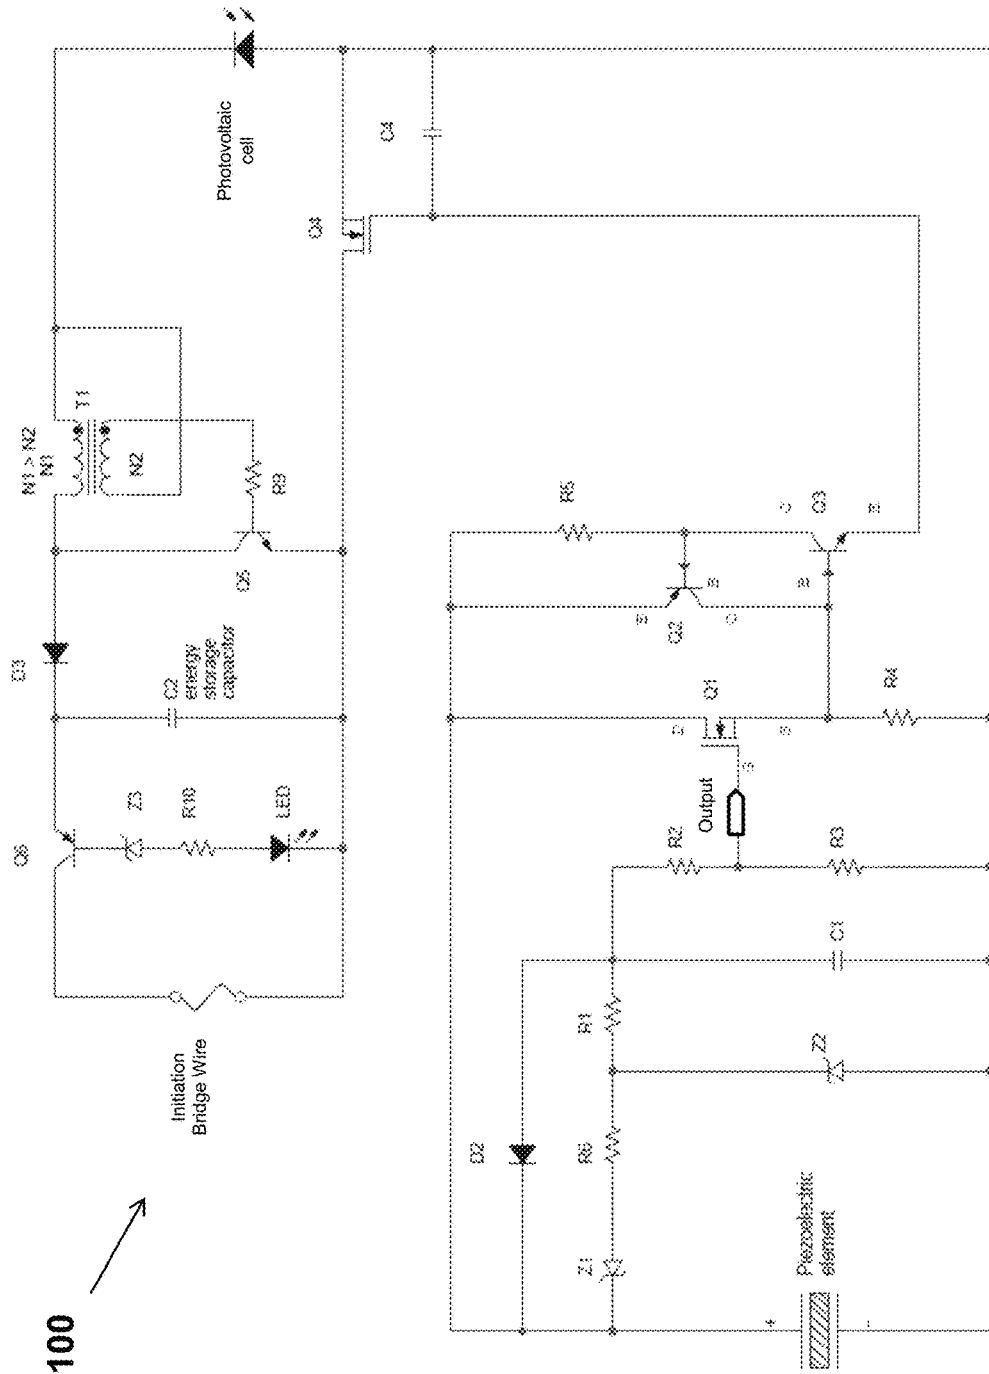 Photovoltaic
cell
C4
Q4
N1 > N2
N1
T1
N2
R9
Q5
D3
C2
energy
storage
capacitor
Q6
Z3
R10
LED
Initiation
Bridge Wire
R5
C
Q3
E
B
E
B
Q2
C
Q1
D
S
G
R4
Output
R2
R3
C1
R1
Z2
D2
R6
Z1
Piezoelectric
element
+
-
100